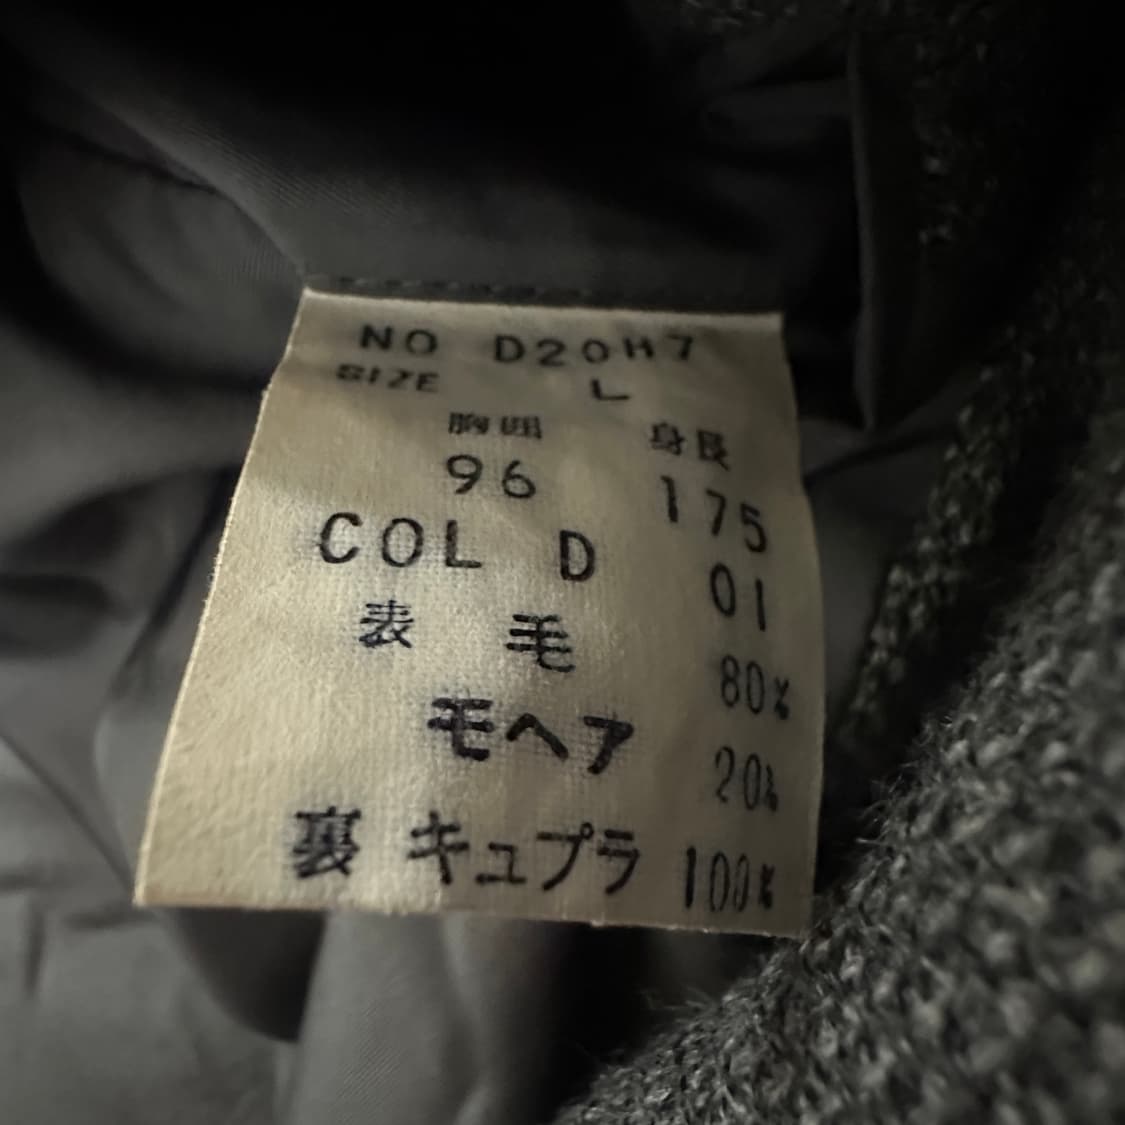 NO D20H7
SIZE L
胸囲 身長
96 175
COL D 01
表 毛 80%
モヘア 20%
裏 キュプラ 100%